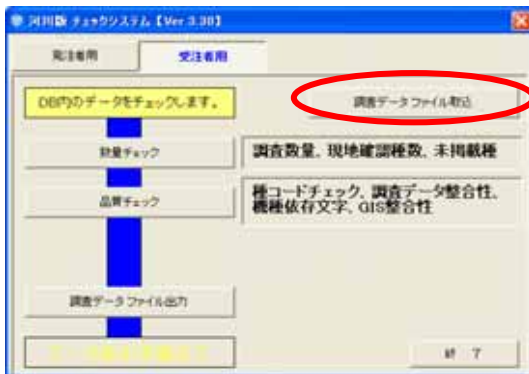 河川版 チェックシステム【Ver 3.30】
発注者用
受注者用
DB内のデータをチェックします。
調査データファイル取込
数量チェック
調査数量、現地確認種数、未掲載種
品質チェック
種コードチェック、調査データ整合性、
機種依存文字、GIS整合性
調査データファイル出力
終 了